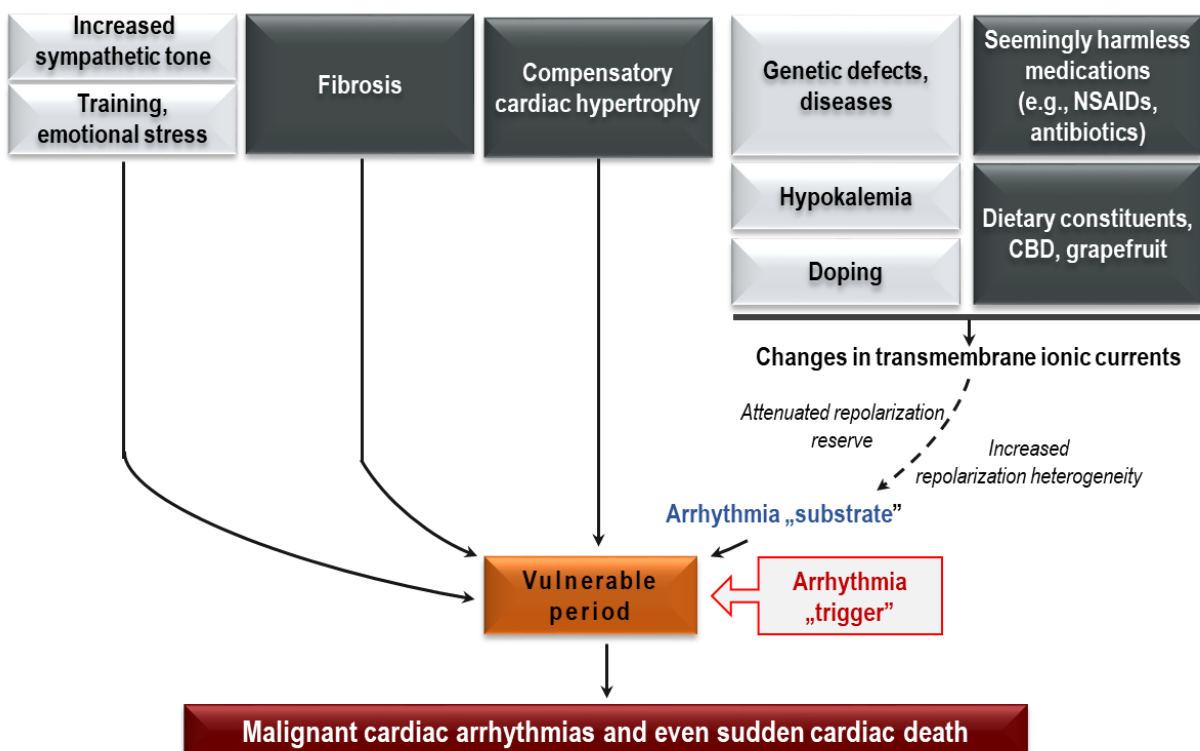 Increased
sympathetic tone
Training,
emotional stress
Fibrosis
Compensatory
cardiac hypertrophy
Genetic defects,
diseases
Hypokalemia
Doping
Seemingly harmless
medications
(e.g., NSAIDs,
antibiotics)
Dietary constituents,
CBD, grapefruit
Changes in transmembrane ionic currents
Attenuated repolarization
reserve
Increased
repolarization heterogeneity
Arrhythmia „substrate”
Vulnerable
period
Arrhythmia
„trigger”
Malignant cardiac arrhythmias and even sudden cardiac death